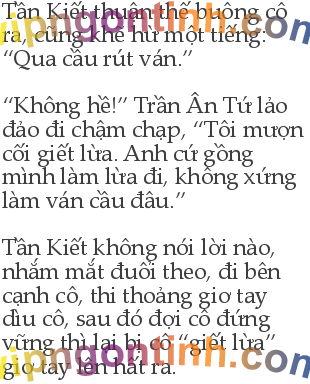 Tần Kiết thuận thế buông cô
ra, cũng khẽ hừ một tiếng:
“Qua cầu rút ván.”

“Không hề!” Trần Ân Tứ lảo
đảo đi chậm chạp, “Tôi mượn
cối giết lừa. Anh cứ gồng
mình làm lừa đi, không xứng
làm ván cầu đâu.”

Tần Kiết không nói lời nào,
nhắm mắt đuổi theo, đi bên
cạnh cô, thi thoảng giơ tay
dìu cô, sau đó đợi cô đứng
vững thì lại bị cô “giết lừa”
giơ tay lên hất ra.
vipngontinh.com
vipngontinh.com